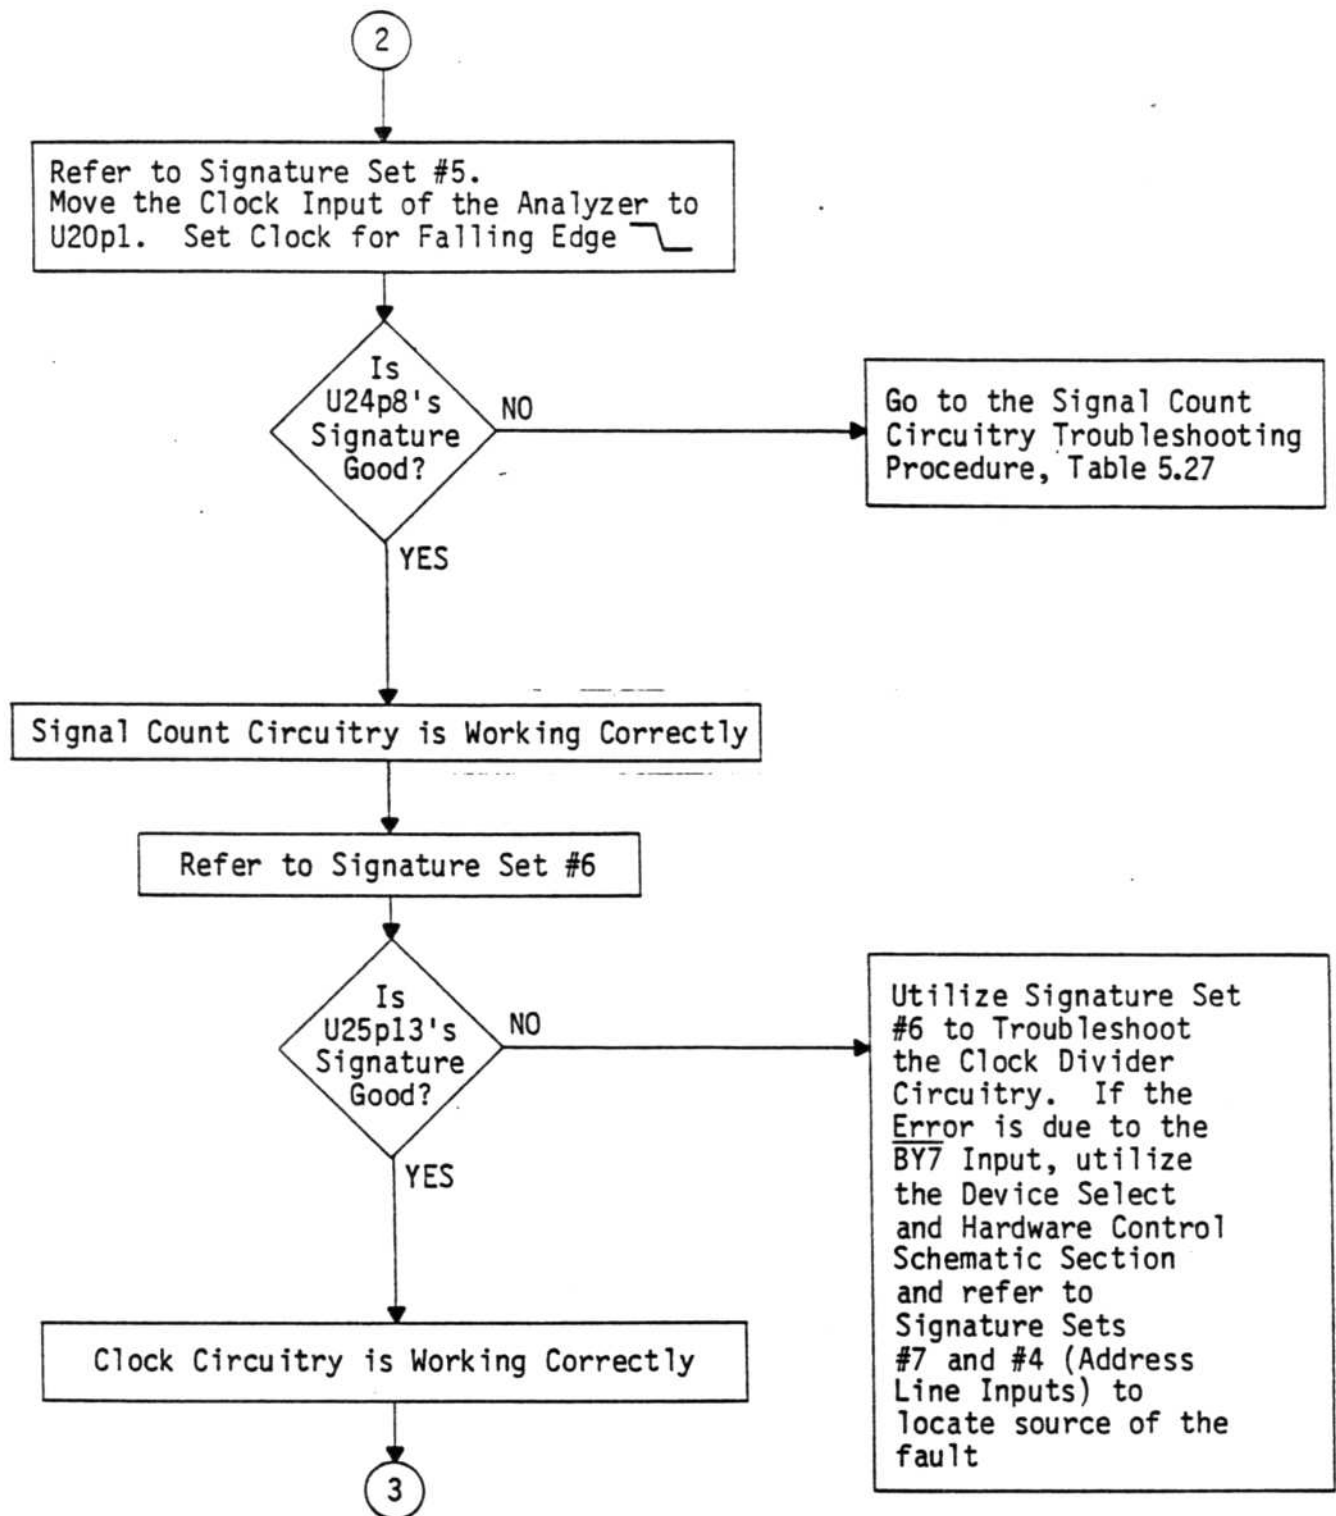 2
Refer to Signature Set #5.
Move the Clock Input of the Analyzer to
U20p1. Set Clock for Falling Edge
Is
U24p8's
Signature
Good?
NO
Go to the Signal Count
Circuitry Troubleshooting
Procedure, Table 5.27
YES
Signal Count Circuitry is Working Correctly
Refer to Signature Set #6
Is
U25p13's
Signature
Good?
NO
Utilize Signature Set
#6 to Troubleshoot
the Clock Divider
Circuitry. If the
Error is due to the
BY7 Input, utilize
the Device Select
and Hardware Control
Schematic Section
and refer to
Signature Sets
#7 and #4 (Address
Line Inputs) to
locate source of the
fault
YES
Clock Circuitry is Working Correctly
3